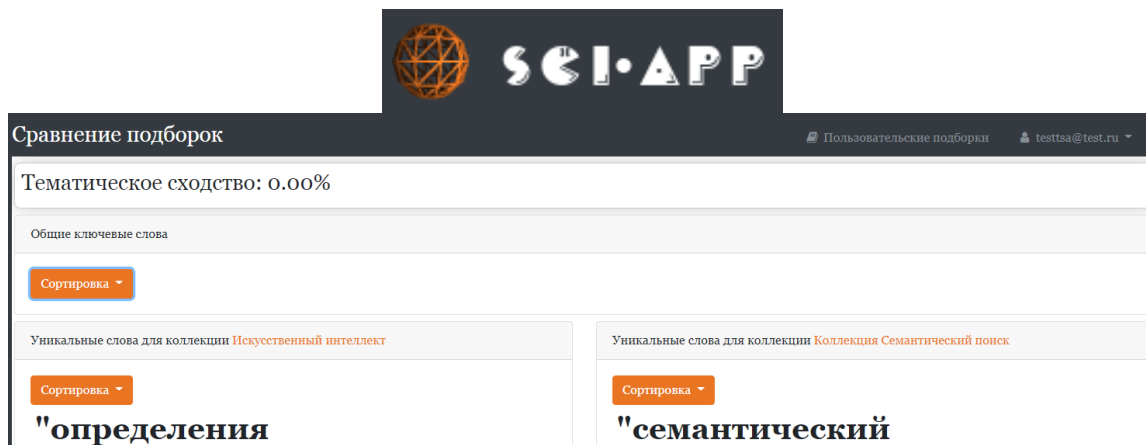 SCI·APP
Сравнение подборок
Пользовательские подборки
testtsa@test.ru
Тематическое сходство: 0.00%
Общие ключевые слова
Сортировка
Уникальные слова для коллекции Искусственный интеллект
Сортировка
"определения
Уникальные слова для коллекции Коллекция Семантический поиск
Сортировка
"семантический